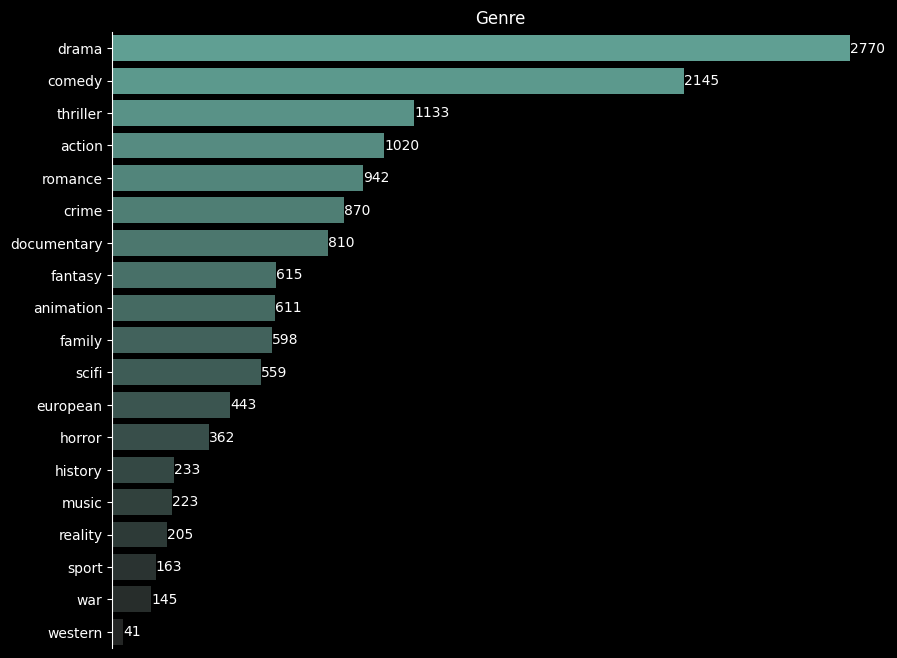 Genre
drama 2770
comedy 2145
thriller 1133
action 1020
romance 942
crime 870
documentary 810
fantasy 615
animation 611
family 598
scifi 559
european 443
horror 362
history 233
music 223
reality 205
sport 163
war 145
western 41